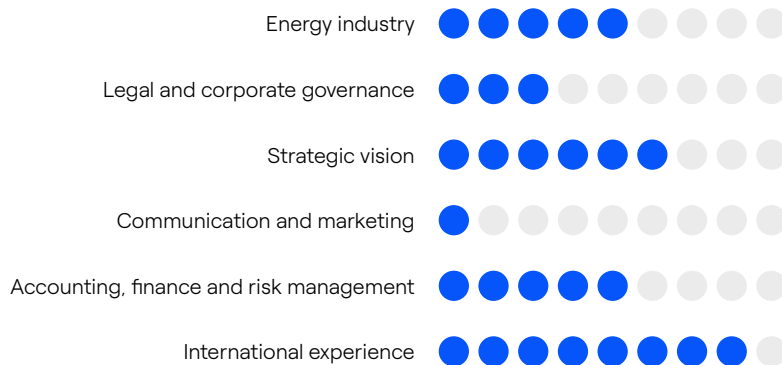 Energy industry
Legal and corporate governance
Strategic vision
Communication and marketing
Accounting, finance and risk management
International experience